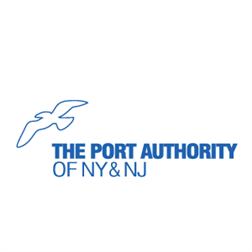 THE PORT AUTHORITY
OF NY & NJ